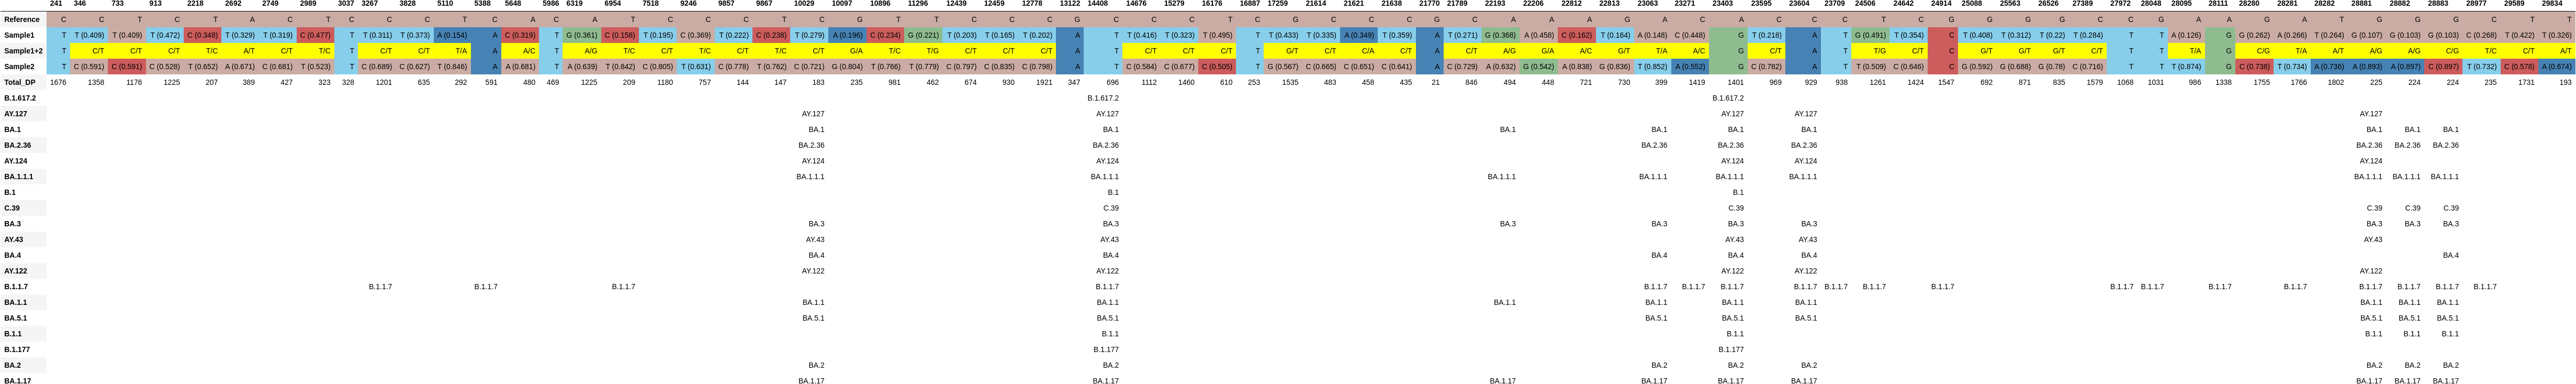 241 346 733 913 2218 2692 2749 2989 3037 3267 3828 5110 5388 5648 5986 6319 6954 7518 9246 9857 9867 10029 10097 10896 11296 12439 12459 12778 13122 14408 14676 15279 16176 16887 17259 21614 21621 21638 21770 21789 22193 22206 22812 22813 23063 23271 23403 23595 23604 23709 24506 24642 24914 25088 25563 26526 27389 27972 28048 28095 28111 28280 28281 28282 28881 28882 28883 28977 29589 29834
Reference C C T C T A C T C C C T C A C A T C C C T C G T T C C C G C C C T C G C C C G C A A A G A C A C C C T C C G G G C C G A A G A T G G G C T T
Sample1 T T (0.409) T (0.409) T (0.472) C (0.348) T (0.329) T (0.319) C (0.477) T T (0.311) T (0.373) A (0.154) A C (0.319) T G (0.361) C (0.158) T (0.195) C (0.369) T (0.222) C (0.238) T (0.279) A (0.196) C (0.234) G (0.221) T (0.203) T (0.165) T (0.202) A T T (0.416) T (0.323) T (0.495) T T (0.433) T (0.335) A (0.349) T (0.359) A T (0.271) G (0.368) A (0.458) C (0.162) T (0.164) A (0.148) C (0.448) G T (0.218) A T G (0.491) T (0.354) C T (0.408) T (0.312) T (0.22) T (0.284) T T A (0.126) G G (0.262) A (0.266) T (0.264) G (0.107) G (0.103) G (0.103) C (0.268) T (0.422) T (0.326)
Sample1+2 T C/T C/T C/T T/C A/T C/T T/C T C/T C/T T/A A A/C T A/G T/C C/T T/C C/T T/C C/T G/A T/C T/G C/T C/T C/T A T C/T C/T C/T T G/T C/T C/A C/T A C/T A/G G/A A/C G/T T/A A/C G C/T A T T/G C/T C G/T G/T G/T C/T T T T/A G C/G T/A A/T A/G A/G C/G T/C C/T A/T
Sample2 T C (0.591) C (0.591) C (0.528) T (0.652) A (0.671) C (0.681) T (0.523) T C (0.689) C (0.627) T (0.846) A A (0.681) T A (0.639) T (0.842) C (0.805) T (0.631) C (0.778) T (0.762) C (0.721) G (0.804) T (0.766) T (0.779) C (0.797) C (0.835) C (0.798) A T C (0.584) C (0.677) C (0.505) T G (0.567) C (0.665) C (0.651) C (0.641) A C (0.729) A (0.632) G (0.542) A (0.838) G (0.836) T (0.852) A (0.552) G C (0.782) A T T (0.509) C (0.646) C G (0.592) G (0.688) G (0.78) C (0.716) T T T (0.874) G C (0.738) T (0.734) A (0.736) A (0.893) A (0.897) C (0.897) T (0.732) C (0.578) A (0.674)
Total_DP 1676 1358 1176 1225 207 389 427 323 328 1201 635 292 591 480 469 1225 209 1180 757 144 147 183 235 981 462 674 930 1921 347 696 1112 1460 610 253 1535 483 458 435 21 846 494 448 721 730 399 1419 1401 969 929 938 1261 1424 1547 692 871 835 1579 1068 1031 986 1338 1755 1766 1802 225 224 224 235 1731 193
B.1.617.2 B.1.617.2 B.1.617.2
AY.127 AY.127 AY.127 AY.127 AY.127 AY.127
BA.1 BA.1 BA.1 BA.1 BA.1 BA.1 BA.1 BA.1 BA.1 BA.1
BA.2.36 BA.2.36 BA.2.36 BA.2.36 BA.2.36 BA.2.36 BA.2.36 BA.2.36 BA.2.36
AY.124 AY.124 AY.124 AY.124 AY.124 AY.124
BA.1.1.1 BA.1.1.1 BA.1.1.1 BA.1.1.1 BA.1.1.1 BA.1.1.1 BA.1.1.1 BA.1.1.1 BA.1.1.1 BA.1.1.1
B.1 B.1 B.1
C.39 C.39 C.39 C.39 C.39 C.39
BA.3 BA.3 BA.3 BA.3 BA.3 BA.3 BA.3 BA.3 BA.3 BA.3
AY.43 AY.43 AY.43 AY.43 AY.43 AY.43
BA.4 BA.4 BA.4 BA.4 BA.4 BA.4 BA.4
AY.122 AY.122 AY.122 AY.122 AY.122 AY.122
B.1.1.7 B.1.1.7 B.1.1.7 B.1.1.7 B.1.1.7 B.1.1.7 B.1.1.7 B.1.1.7 B.1.1.7 B.1.1.7 B.1.1.7 B.1.1.7 B.1.1.7 B.1.1.7 B.1.1.7 B.1.1.7 B.1.1.7 B.1.1.7 B.1.1.7 B.1.1.7
BA.1.1 BA.1.1 BA.1.1 BA.1.1 BA.1.1 BA.1.1 BA.1.1 BA.1.1 BA.1.1 BA.1.1
BA.5.1 BA.5.1 BA.5.1 BA.5.1 BA.5.1 BA.5.1 BA.5.1 BA.5.1 BA.5.1
B.1.1 B.1.1 B.1.1 B.1.1 B.1.1 B.1.1
B.1.177 B.1.177 B.1.177
BA.2 BA.2 BA.2 BA.2 BA.2 BA.2 BA.2 BA.2 BA.2
BA.1.17 BA.1.17 BA.1.17 BA.1.17 BA.1.17 BA.1.17 BA.1.17 BA.1.17 BA.1.17 BA.1.17